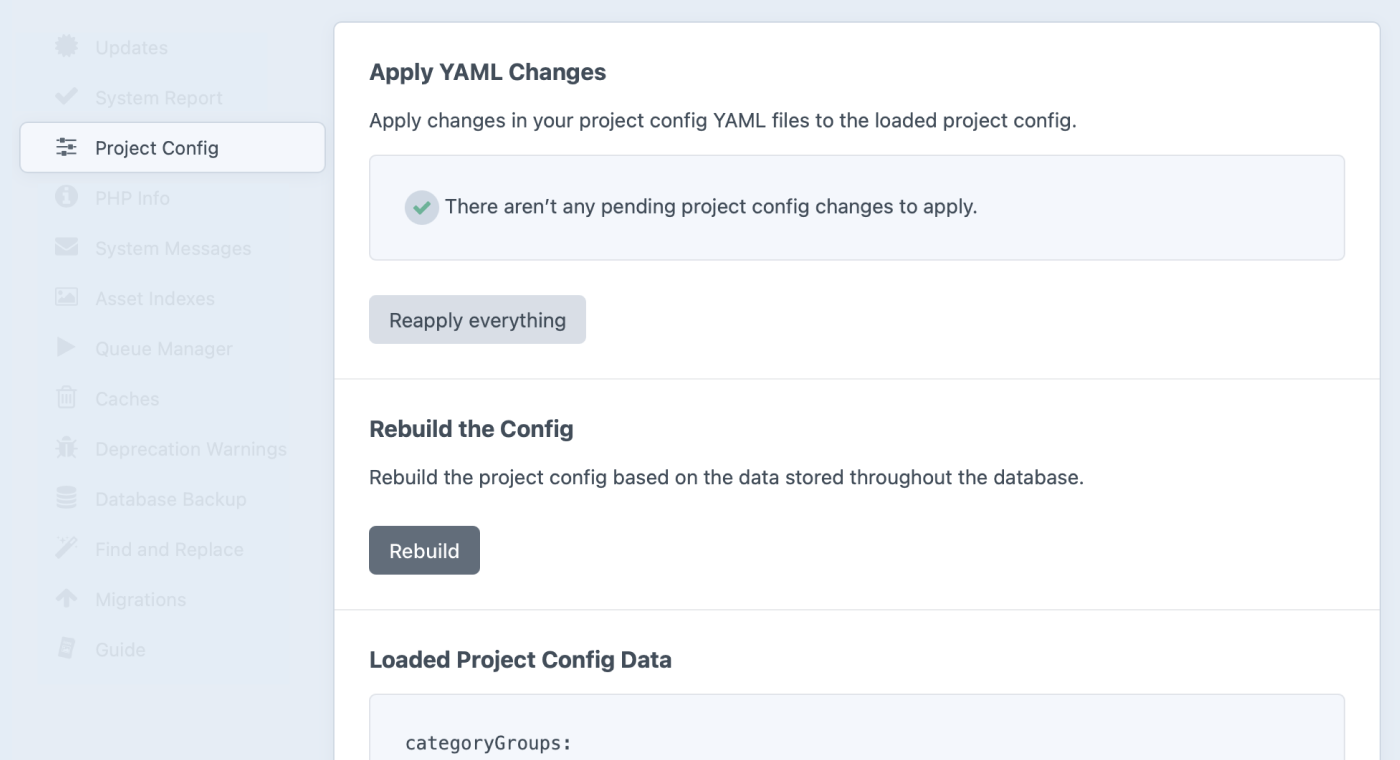 Updates
System Report
Project Config
PHP Info
System Messages
Asset Indexes
Queue Manager
Caches
Deprecation Warnings
Database Backup
Find and Replace
Migrations
Guide
Apply YAML Changes
Apply changes in your project config YAML files to the loaded project config.
There aren’t any pending project config changes to apply.
Reapply everything
Rebuild the Config
Rebuild the project config based on the data stored throughout the database.
Rebuild
Loaded Project Config Data
categoryGroups: